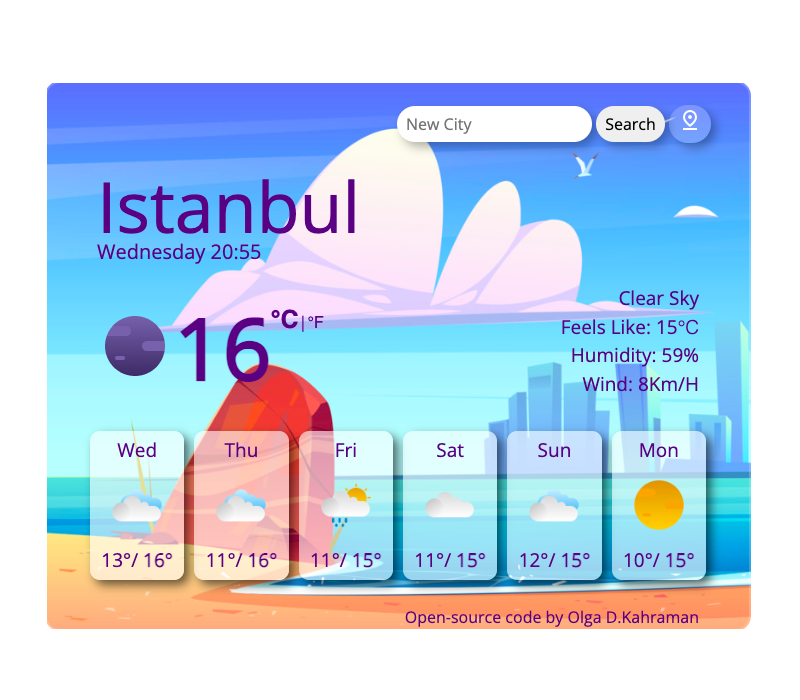 New City
Search
Istanbul
Wednesday 20:55
16°C|°F
Clear Sky
Feels Like: 15°C
Humidity: 59%
Wind: 8Km/H
Wed Thu Fri Sat Sun Mon
13°/ 16° 11°/ 16° 11°/ 15° 11°/ 15° 12°/ 15° 10°/ 15°
Open-source code by Olga D.Kahraman